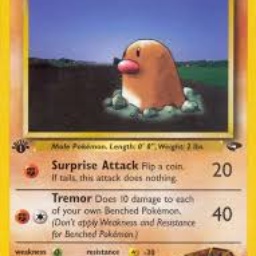 Mole Pokémon. Length: 0' 8", Weight: 2 lbs.
1
Surprise Attack Flip a coin.
If tails, this attack does nothing.
20
Tremor Does 10 damage to each
of your own Benched Pokémon.
(Don't apply Weakness and Resistance
for Benched Pokémon.)
40
weakness
resistance
-30